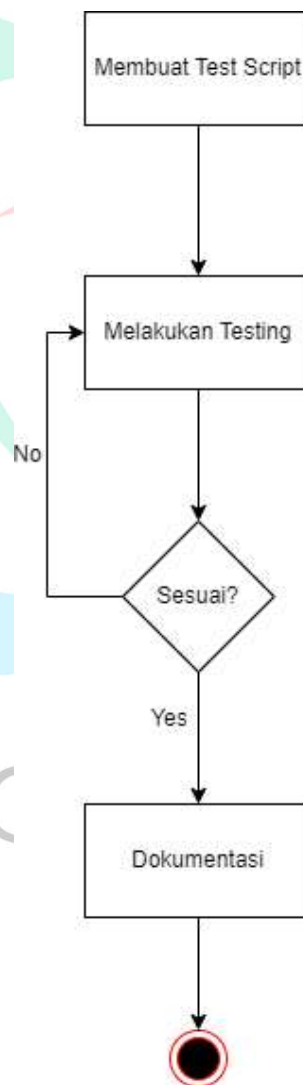 Membuat Test Script
Melakukan Testing
No
Sesuai?
Yes
Dokumentasi